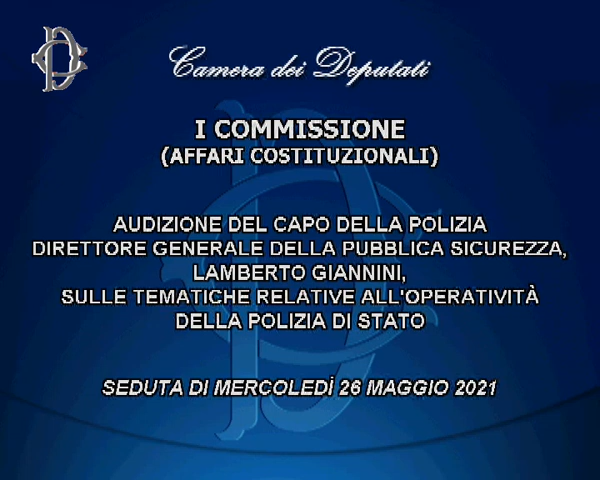 Camera dei Deputati
I COMMISSIONE
(AFFARI COSTITUZIONALI)
AUDIZIONE DEL CAPO DELLA POLIZIA
DIRETTORE GENERALE DELLA PUBBLICA SICUREZZA,
LAMBERTO GIANNINI,
SULLE TEMATICHE RELATIVE ALL'OPERATIVITÀ
DELLA POLIZIA DI STATO
SEDUTA DI MERCOLEDÌ 26 MAGGIO 2021